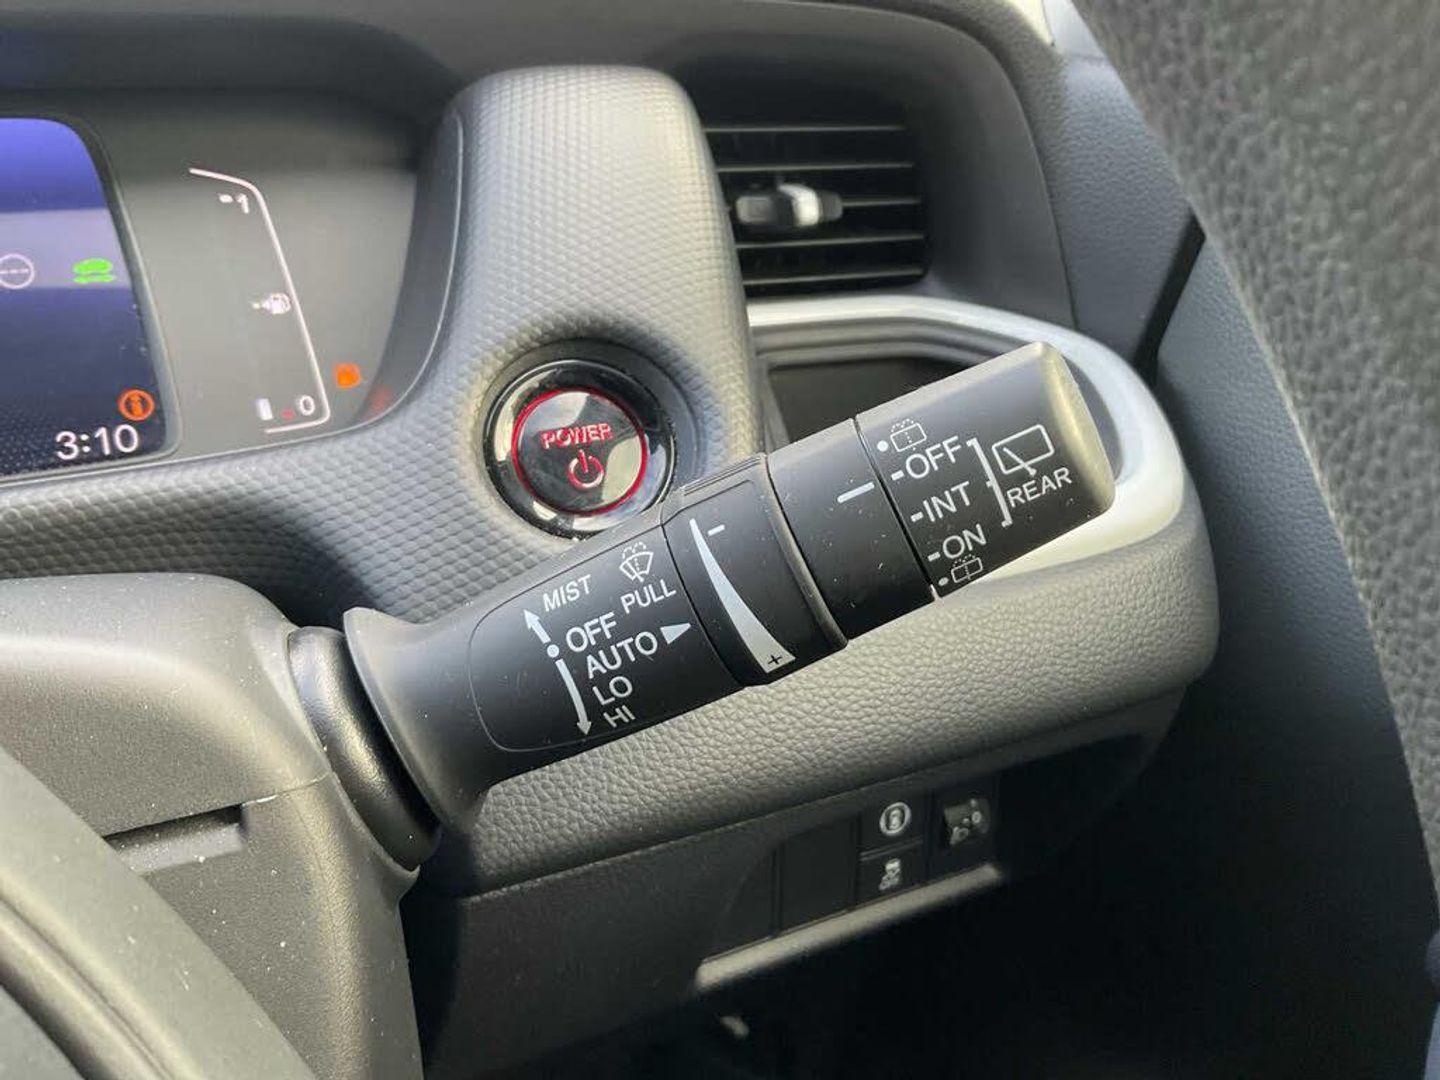 1
0
3:10
POWER
MIST
PULL
OFF
AUTO
LO
HI
-
+
OFF
INT
ON
REAR